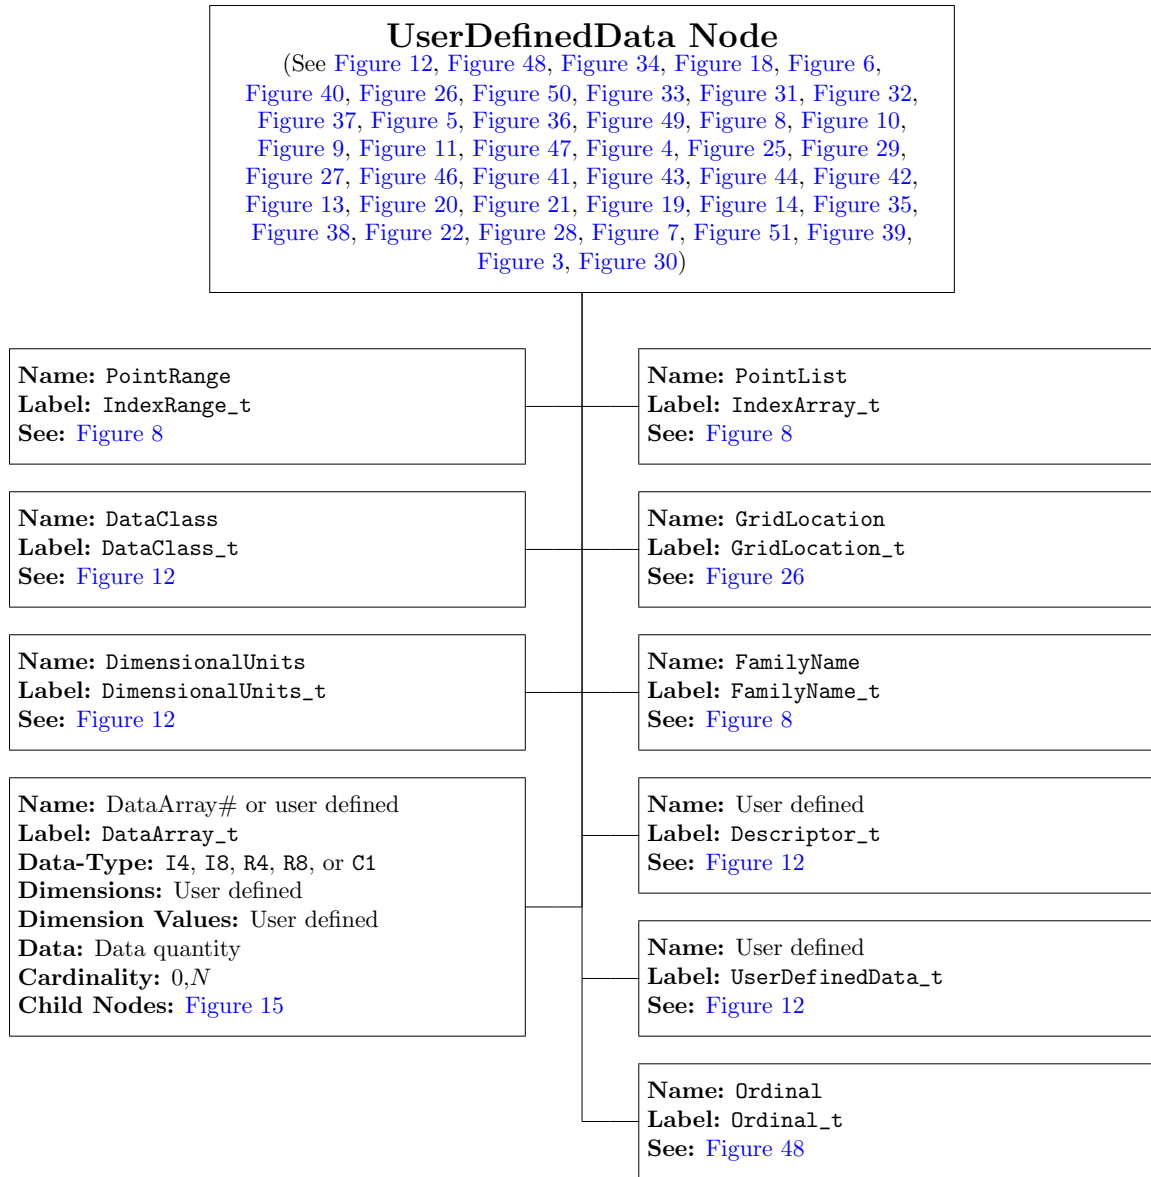 UserDefinedData Node
(See Figure 12, Figure 48, Figure 34, Figure 18, Figure 6,
Figure 40, Figure 26, Figure 50, Figure 33, Figure 31, Figure 32,
Figure 37, Figure 5, Figure 36, Figure 49, Figure 8, Figure 10,
Figure 9, Figure 11, Figure 47, Figure 4, Figure 25, Figure 29,
Figure 27, Figure 46, Figure 41, Figure 43, Figure 44, Figure 42,
Figure 13, Figure 20, Figure 21, Figure 19, Figure 14, Figure 35,
Figure 38, Figure 22, Figure 28, Figure 7, Figure 51, Figure 39,
Figure 3, Figure 30)
Name: PointRange
Label: IndexRange_t
See: Figure 8
Name: PointList
Label: IndexArray_t
See: Figure 8
Name: DataClass
Label: DataClass_t
See: Figure 12
Name: GridLocation
Label: GridLocation_t
See: Figure 26
Name: DimensionalUnits
Label: DimensionalUnits_t
See: Figure 12
Name: FamilyName
Label: FamilyName_t
See: Figure 8
Name: DataArray# or user defined
Label: DataArray_t
Data-Type: I4, I8, R4, R8, or C1
Dimensions: User defined
Dimension Values: User defined
Data: Data quantity
Cardinality: 0,N
Child Nodes: Figure 15
Name: User defined
Label: Descriptor_t
See: Figure 12
Name: User defined
Label: UserDefinedData_t
See: Figure 12
Name: Ordinal
Label: Ordinal_t
See: Figure 48